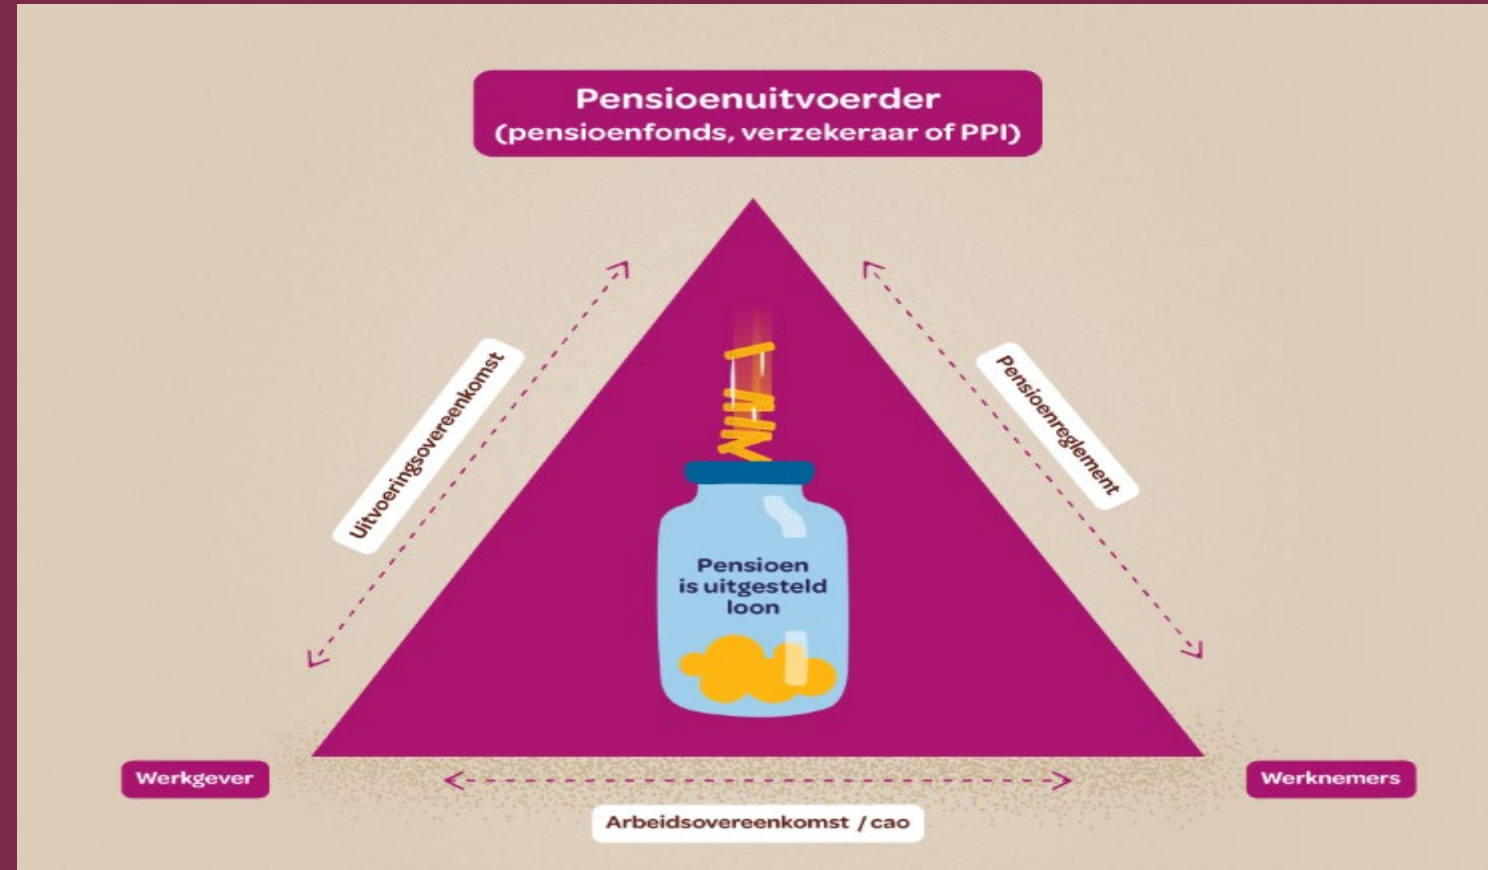 Pensioenuitvoerder
(pensioenfonds, verzekeraar of PPI)
Uitvoeringsovereenkomst
Pensioenreglement
Pensioen
is uitgesteld
loon
Werkgever
Werknemers
Arbeidsovereenkomst / cao